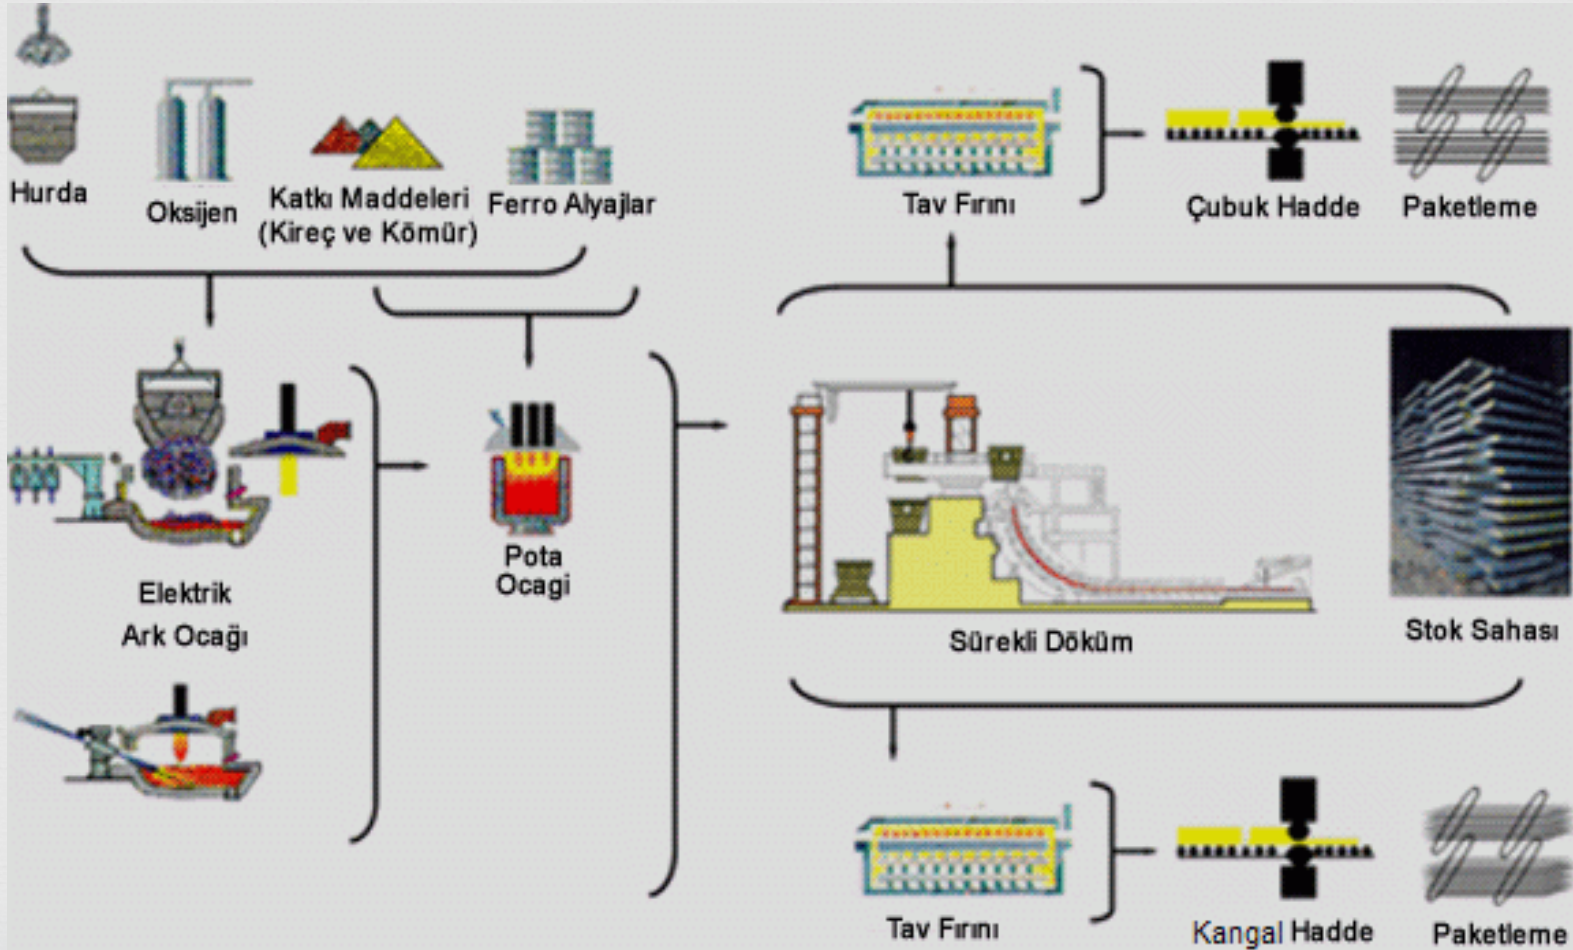 Hurda
Oksijen
Katkı Maddeleri
(Kireç ve Kömür)
Ferro Alyajlar
Tav Fırını
Çubuk Hadde
Paketleme
Elektrik
Ark Ocağı
Pota
Ocagi
Sürekli Döküm
Stok Sahası
Tav Fırını
Kangal Hadde
Paketleme